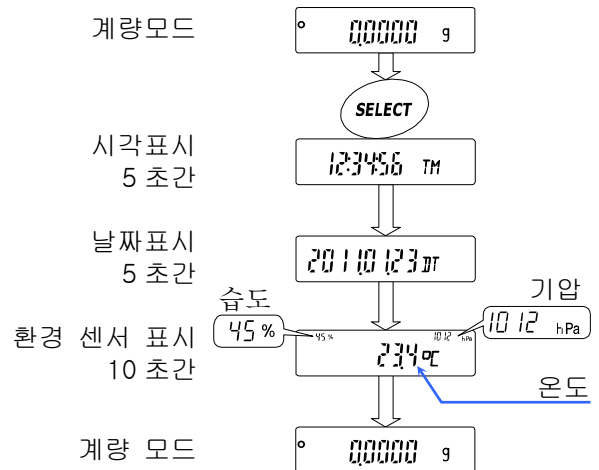 계량모드
0.0000 g
SELECT
시각표시
5 초간
12:34:56 TM
날짜표시
5 초간
2011.01.23 DT
습도
기압
45 %
1012 hPa
환경 센서 표시
10 초간
45 %
1012 hPa
23.4 ℃
온도
계량 모드
0.0000 g